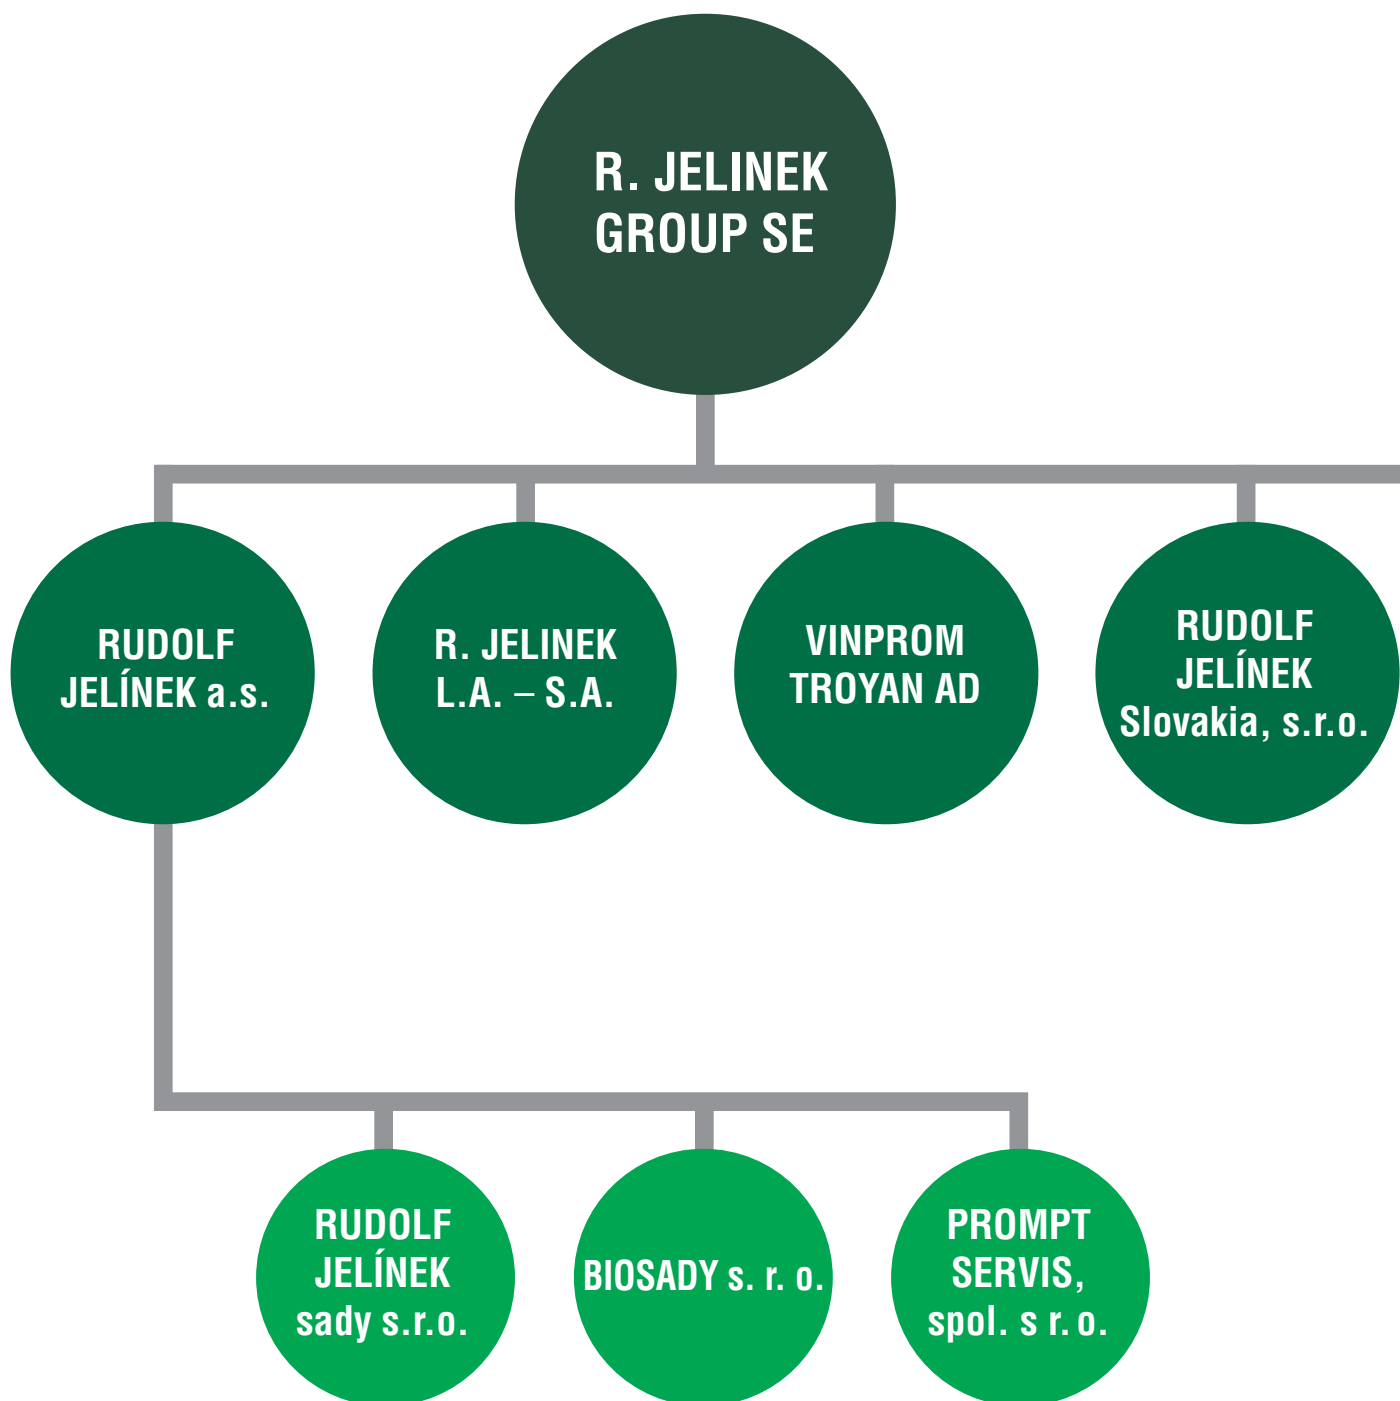 R. JELINEK
GROUP SE
RUDOLF
JELÍNEK a.s.
R. JELINEK
L.A. – S.A.
VINPROM
TROYAN AD
RUDOLF
JELÍNEK
Slovakia, s.r.o.
RUDOLF
JELÍNEK
sady s.r.o.
BIOSADY s. r. o.
PROMPT
SERVIS,
spol. s r. o.